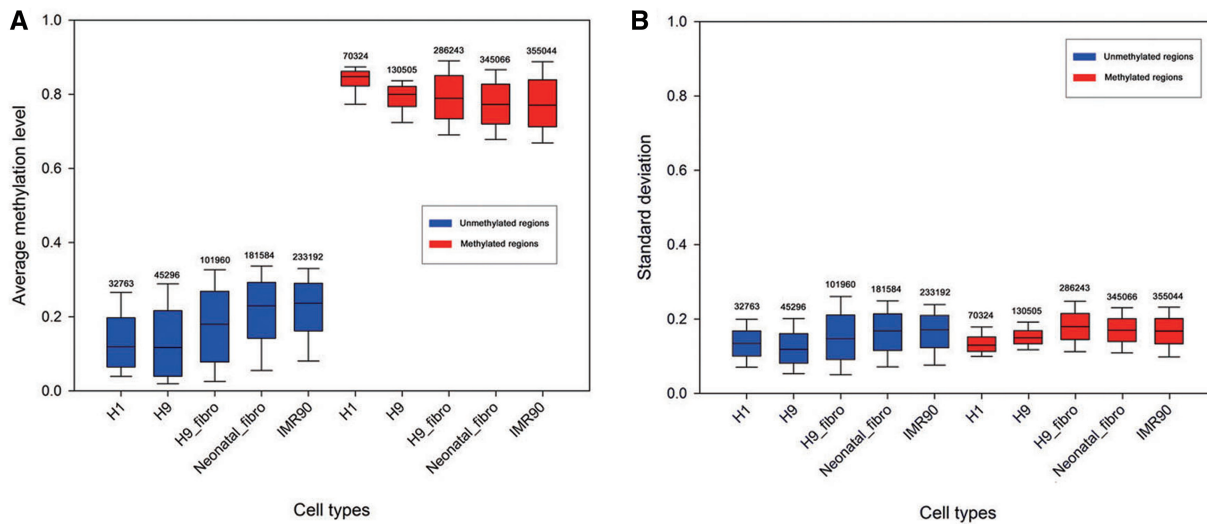 A
Average methylation level
1.0
0.8
0.6
0.4
0.2
0.0
32763
45296
101960
181584
233192
70324
130505
286243
345066
355044
Unmethylated regions
Methylated regions
H1
H9
H9_fibro
Neonatal_fibro
IMR90
H1
H9
H9_fibro
Neonatal_fibro
IMR90
Cell types
B
Standard deviation
1.0
0.8
0.6
0.4
0.2
0.0
Unmethylated regions
Methylated regions
32763
45296
101960
181584
233192
70324
130505
286243
345066
355044
H1
H9
H9_fibro
Neonatal_fibro
IMR90
H1
H9
H9_fibro
Neonatal_fibro
IMR90
Cell types